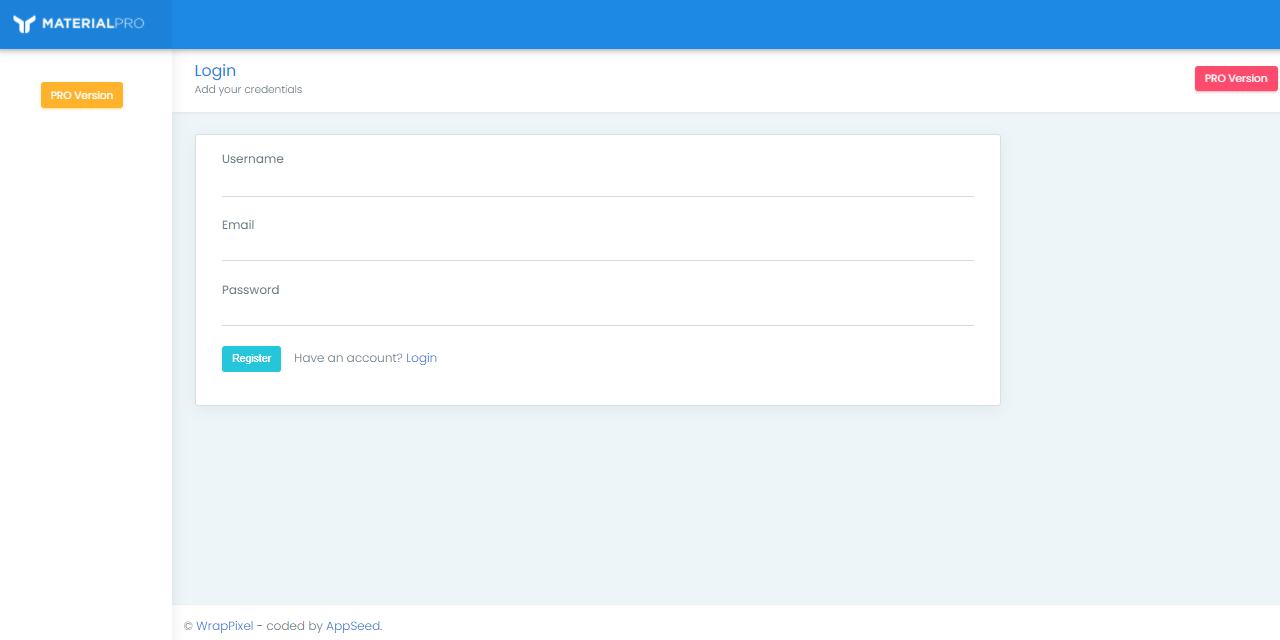 MATERIALPRO
PRO Version
Login
Add your credentials
PRO Version
Username
Email
Password
Register
Have an account? Login
© WrapPixel - coded by AppSeed.